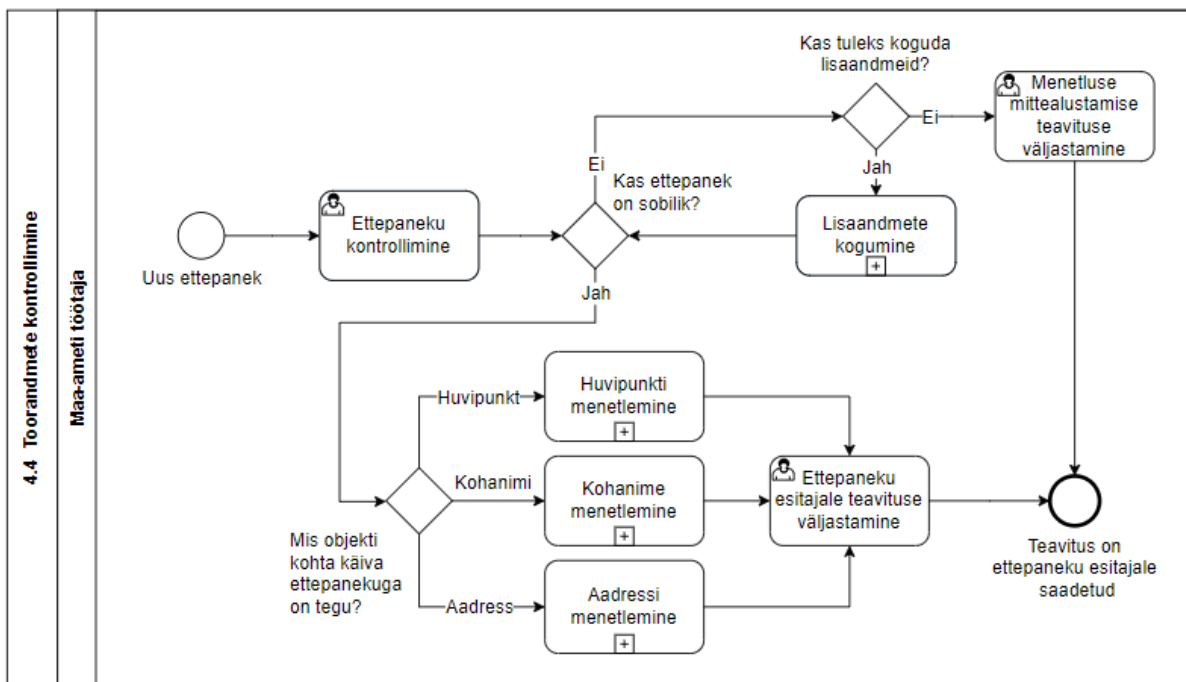 4.4 Toorandmete kontrollimine
Maa-ameti töötaja
Uus ettepanek
Ettepaneku
kontrollimine
Kas ettepanek
on sobilik?
Ei
Jah
Kas tuleks koguda
lisaandmeid?
Ei
Jah
Menetluse
mittealustamise
teavituse
väljastamine
Lisaandmete
kogumine
Mis objekti
kohta käiva
ettepanekuga
on tegu?
Huvipunkt
Kohanimi
Aadress
Huvipunkti
menetlemine
Kohanime
menetlemine
Aadressi
menetlemine
Ettepaneku
esitajale teavituse
väljastamine
Teavitus on
ettepaneku esitajale
saadetud